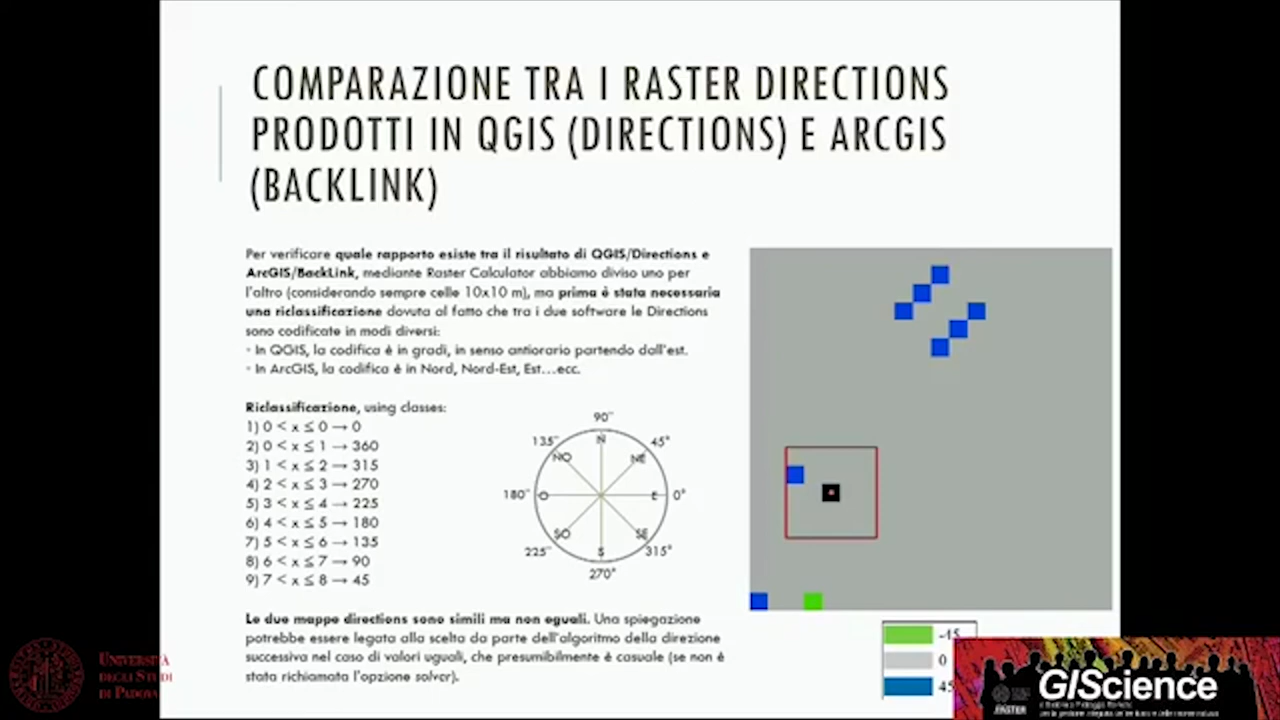 COMPARAZIONE TRA I RASTER DIRECTIONS
PRODOTTI IN QGIS (DIRECTIONS) E ARCGIS
(BACKLINK)
Per verificare quale rapporto esiste tra il risultato di QGIS/Directions e
ArcGIS/BackLink, mediante Raster Calculator abbiamo diviso uno per
l'altro (considerando sempre celle 10x10 m), ma prima è stata necessaria
una riclassificazione dovuta al fatto che tra i due software le Directions
sono codificate in modi diversi:
- In QGIS, la codifica è in gradi, in senso antiorario partendo dall'est.
- In ArcGIS, la codifica è in Nord, Nord-Est, Est...ecc.
Riclassificazione, using classes:
1) 0 < x ≤ 0 → 0
2) 0 < x ≤ 1 → 360
3) 1 < x ≤ 2 → 315
4) 2 < x ≤ 3 → 270
5) 3 < x ≤ 4 → 225
6) 4 < x ≤ 5 → 180
7) 5 < x ≤ 6 → 135
8) 6 < x ≤ 7 → 90
9) 7 < x ≤ 8 → 45
90°
135° N 45°
NO NE
180° O E 0°
SO SE
225° S 315°
270°
Le due mappe directions sono simili ma non eguali. Una spiegazione
potrebbe essere legata alla scelta da parte dell'algoritmo della direzione
successiva nel caso di valori uguali, che presumibilmente è casuale (se non è
stata richiamata l'opzione solver).
-45
0
45
UNIVERSITÀ
DEGLI STUDI
DI PADOVA
GIScience